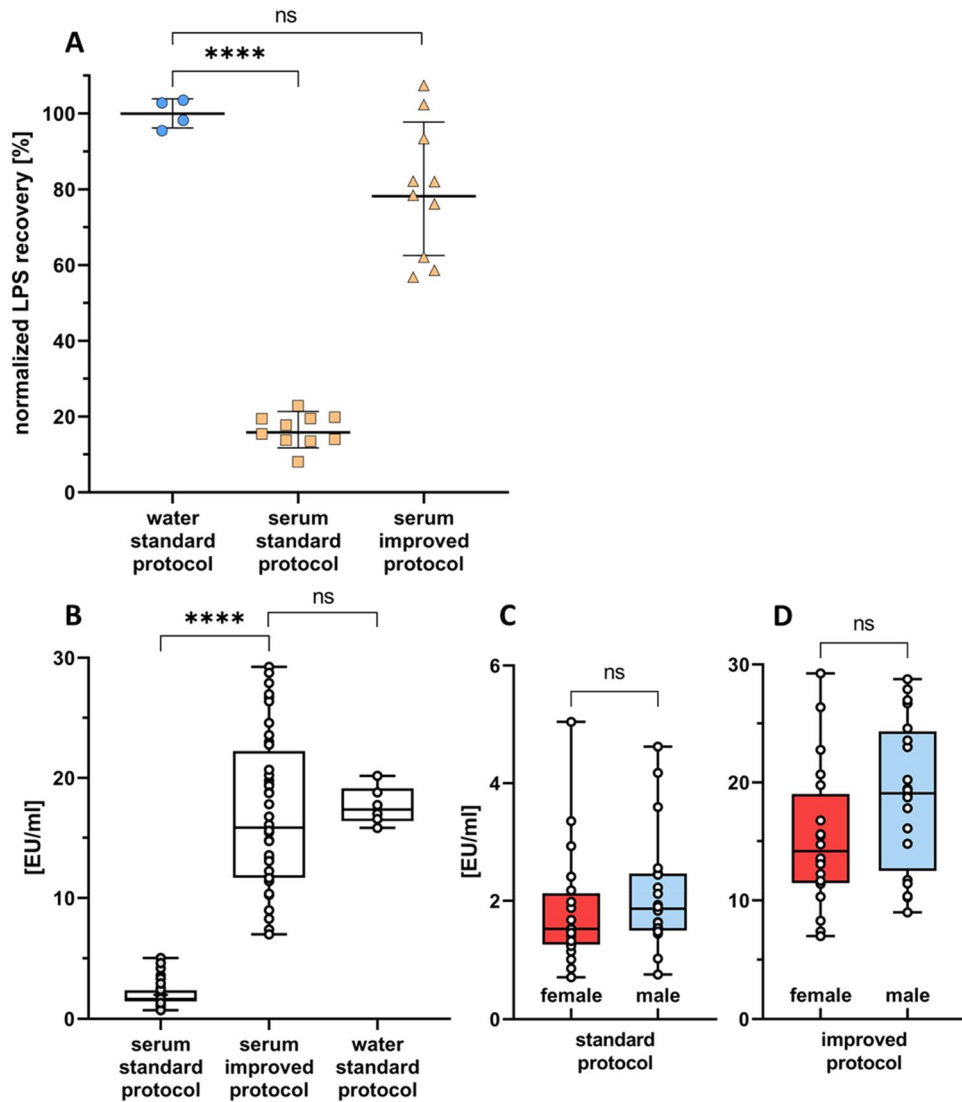 A
ns
****
normalized LPS recovery [%]
100
80
60
40
20
0
water
standard
protocol
serum
standard
protocol
serum
improved
protocol
B
****
ns
[EU/ml]
30
20
10
0
serum
standard
protocol
serum
improved
protocol
water
standard
protocol
C
ns
[EU/ml]
6
4
2
0
female
male
standard
protocol
D
ns
30
20
10
0
female
male
improved
protocol